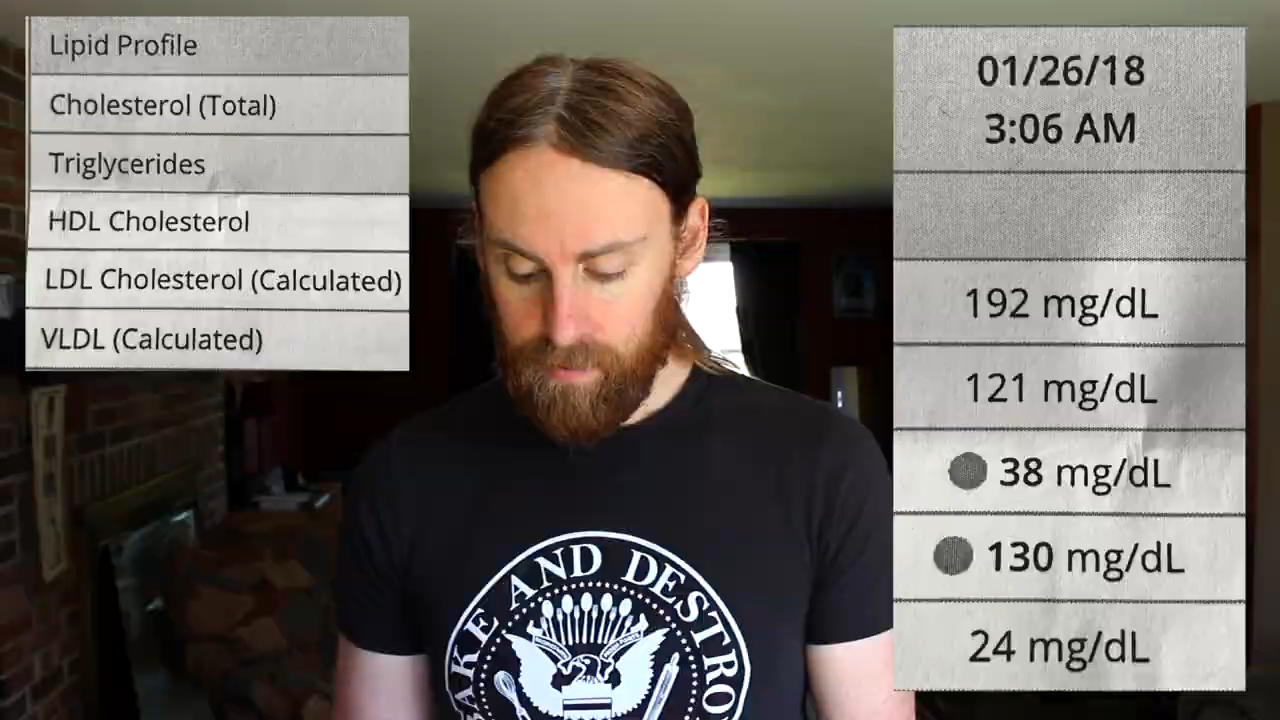 Lipid Profile
Cholesterol (Total)
Triglycerides
HDL Cholesterol
LDL Cholesterol (Calculated)
VLDL (Calculated)
01/26/18
3:06 AM
192 mg/dL
121 mg/dL
38 mg/dL
130 mg/dL
24 mg/dL
AND DESTRO